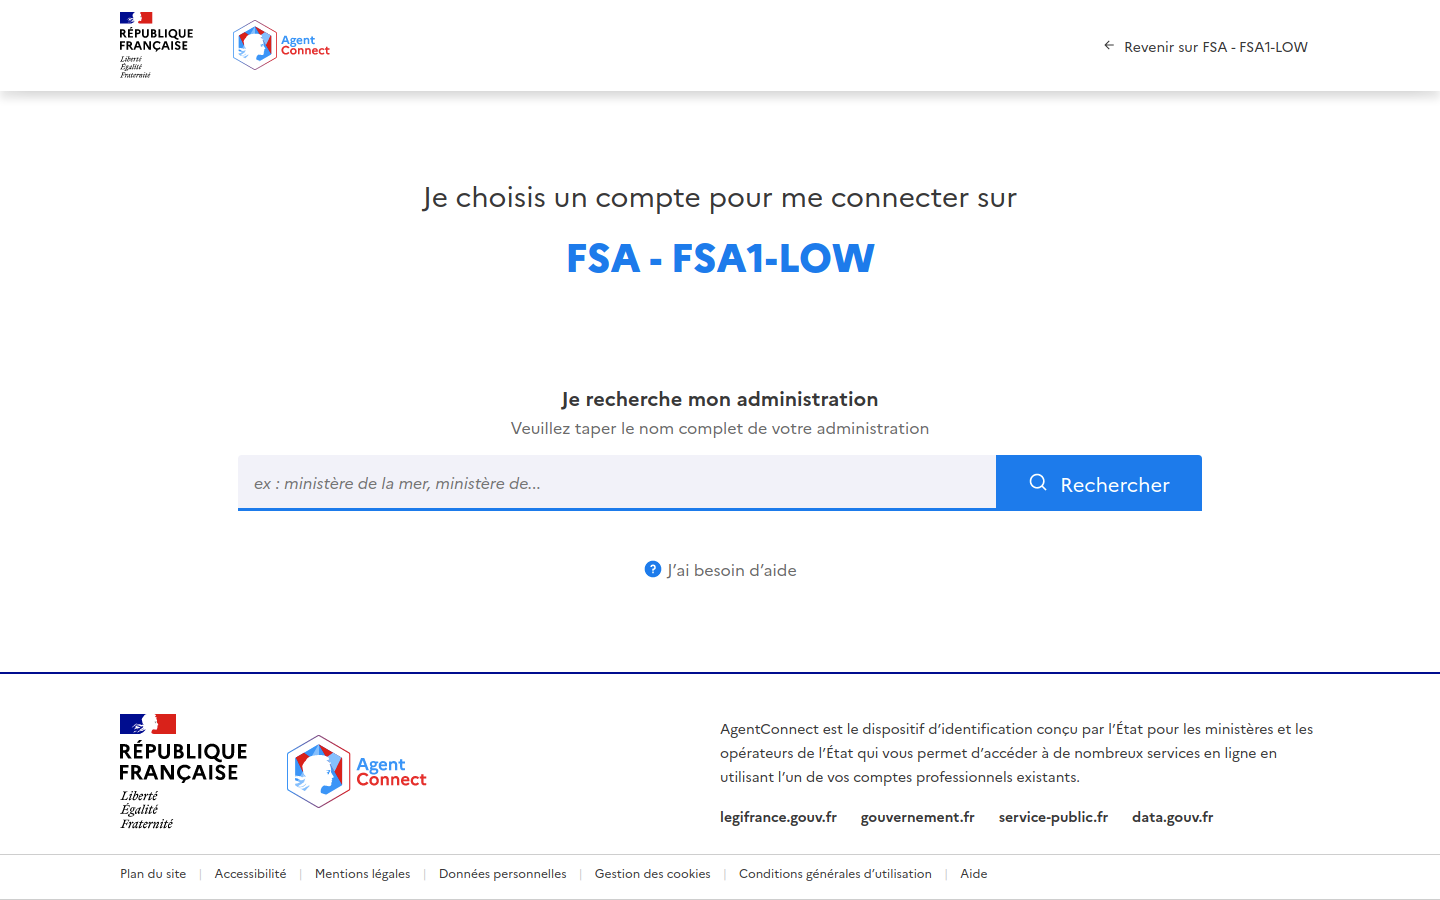 RÉPUBLIQUE
FRANÇAISE
Liberté
Égalité
Fraternité
Agent
Connect
Revenir sur FSA - FSA1-LOW
Je choisis un compte pour me connecter sur
FSA - FSA1-LOW
Je recherche mon administration
Veuillez taper le nom complet de votre administration
ex : ministère de la mer, ministère de...
Rechercher
J’ai besoin d’aide
RÉPUBLIQUE
FRANÇAISE
Liberté
Égalité
Fraternité
Agent
Connect
AgentConnect est le dispositif d’identification conçu par l’État pour les ministères et les
opérateurs de l’État qui vous permet d’accéder à de nombreux services en ligne en
utilisant l’un de vos comptes professionnels existants.
legifrance.gouv.fr gouvernement.fr service-public.fr data.gouv.fr
Plan du site | Accessibilité | Mentions légales | Données personnelles | Gestion des cookies | Conditions générales d’utilisation | Aide